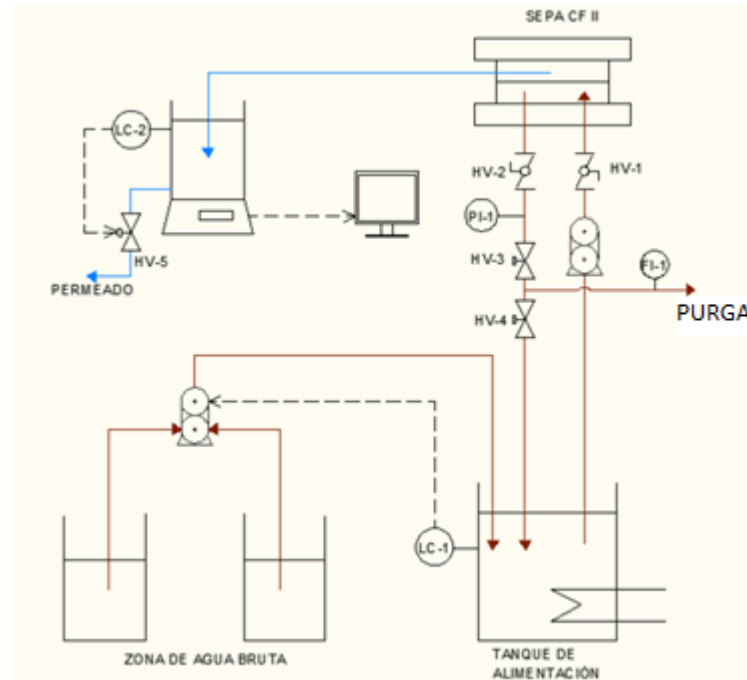 SEPA CF II
LC-2
HV-2
HV-1
PI-1
HV-5
HV-3
FI-1
PERMEADO
PURGA
HV-4
LC-1
ZONA DE AGUA BRUTA
TANQUE DE
ALIMENTACIÓN